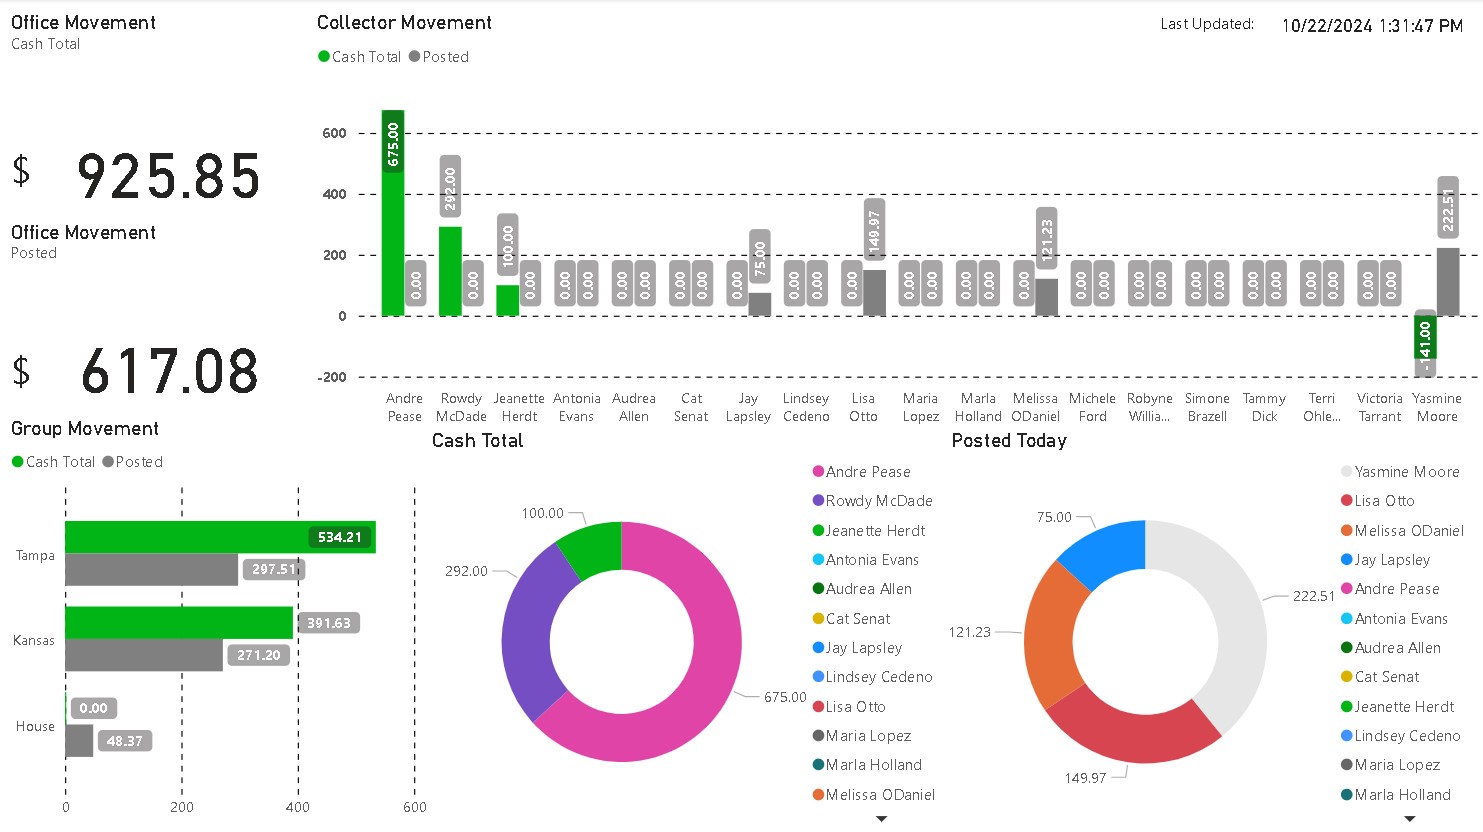 Office Movement
Cash Total
$ 925.85
Office Movement
Posted
$ 617.08
Collector Movement
Cash Total Posted
Last Updated: 10/22/2024 1:31:47 PM
600
400
200
0
-200
675.00 0.00
292.00 0.00
100.00 0.00
0.00 0.00
0.00 0.00
0.00 0.00
0.00 75.00
0.00 0.00
0.00 149.97
0.00 0.00
0.00 0.00
0.00 121.23
0.00 0.00
0.00 0.00
0.00 0.00
0.00 0.00
0.00 0.00
0.00 0.00
-141.00 222.51
Andre Pease
Rowdy McDade
Jeanette Herdt
Antonia Evans
Audrea Allen
Cat Senat
Jay Lapsley
Lindsey Cedeno
Lisa Otto
Maria Lopez
Marla Holland
Melissa ODaniel
Michele Ford
Robyne Willia...
Simone Brazell
Tammy Dick
Terri Ohle...
Victoria Tarrant
Yasmine Moore
Group Movement
Cash Total Posted
Tampa
534.21
297.51
Kansas
391.63
271.20
House
0.00
48.37
0 200 400 600
Cash Total
100.00
292.00
675.00
Andre Pease
Rowdy McDade
Jeanette Herdt
Antonia Evans
Audrea Allen
Cat Senat
Jay Lapsley
Lindsey Cedeno
Lisa Otto
Maria Lopez
Marla Holland
Melissa ODaniel
Posted Today
75.00
222.51
121.23
149.97
Yasmine Moore
Lisa Otto
Melissa ODaniel
Jay Lapsley
Andre Pease
Antonia Evans
Audrea Allen
Cat Senat
Jeanette Herdt
Lindsey Cedeno
Maria Lopez
Marla Holland